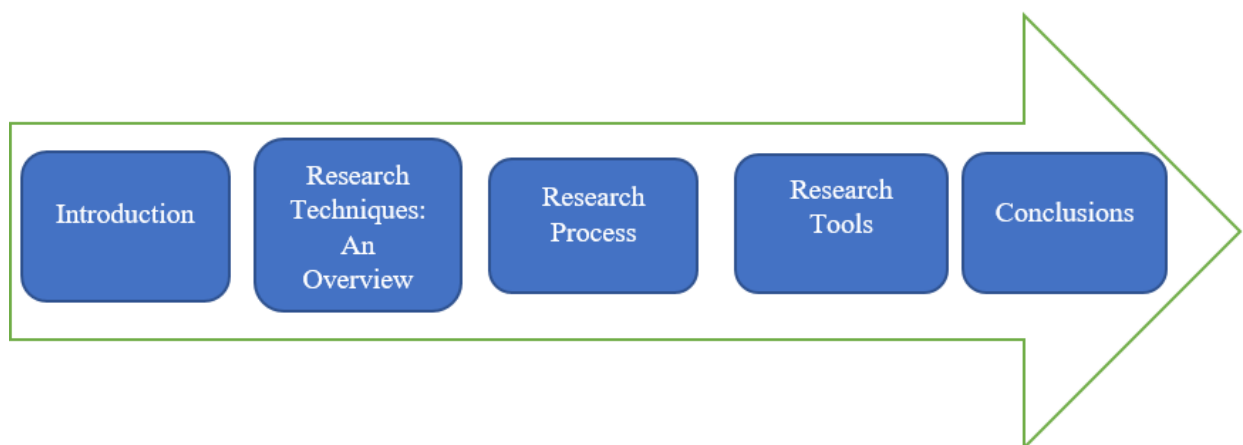 Introduction
Research
Techniques:
An
Overview
Research
Process
Research
Tools
Conclusions